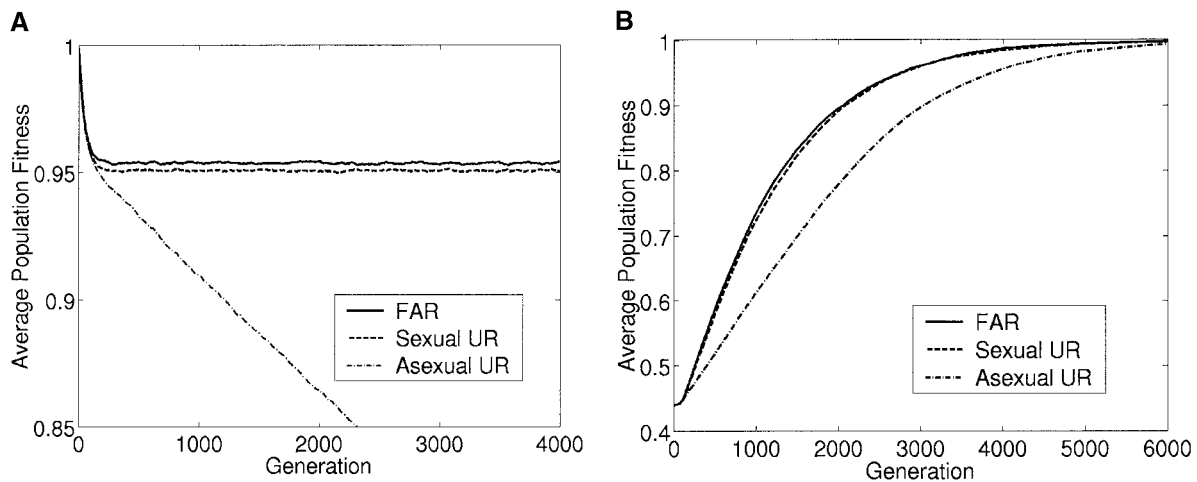 A
Average Population Fitness
1
0.95
0.9
0.85
FAR
Sexual UR
Asexual UR
0 1000 2000 3000 4000
Generation
B
Average Population Fitness
1
0.9
0.8
0.7
0.6
0.5
0.4
FAR
Sexual UR
Asexual UR
0 1000 2000 3000 4000 5000 6000
Generation